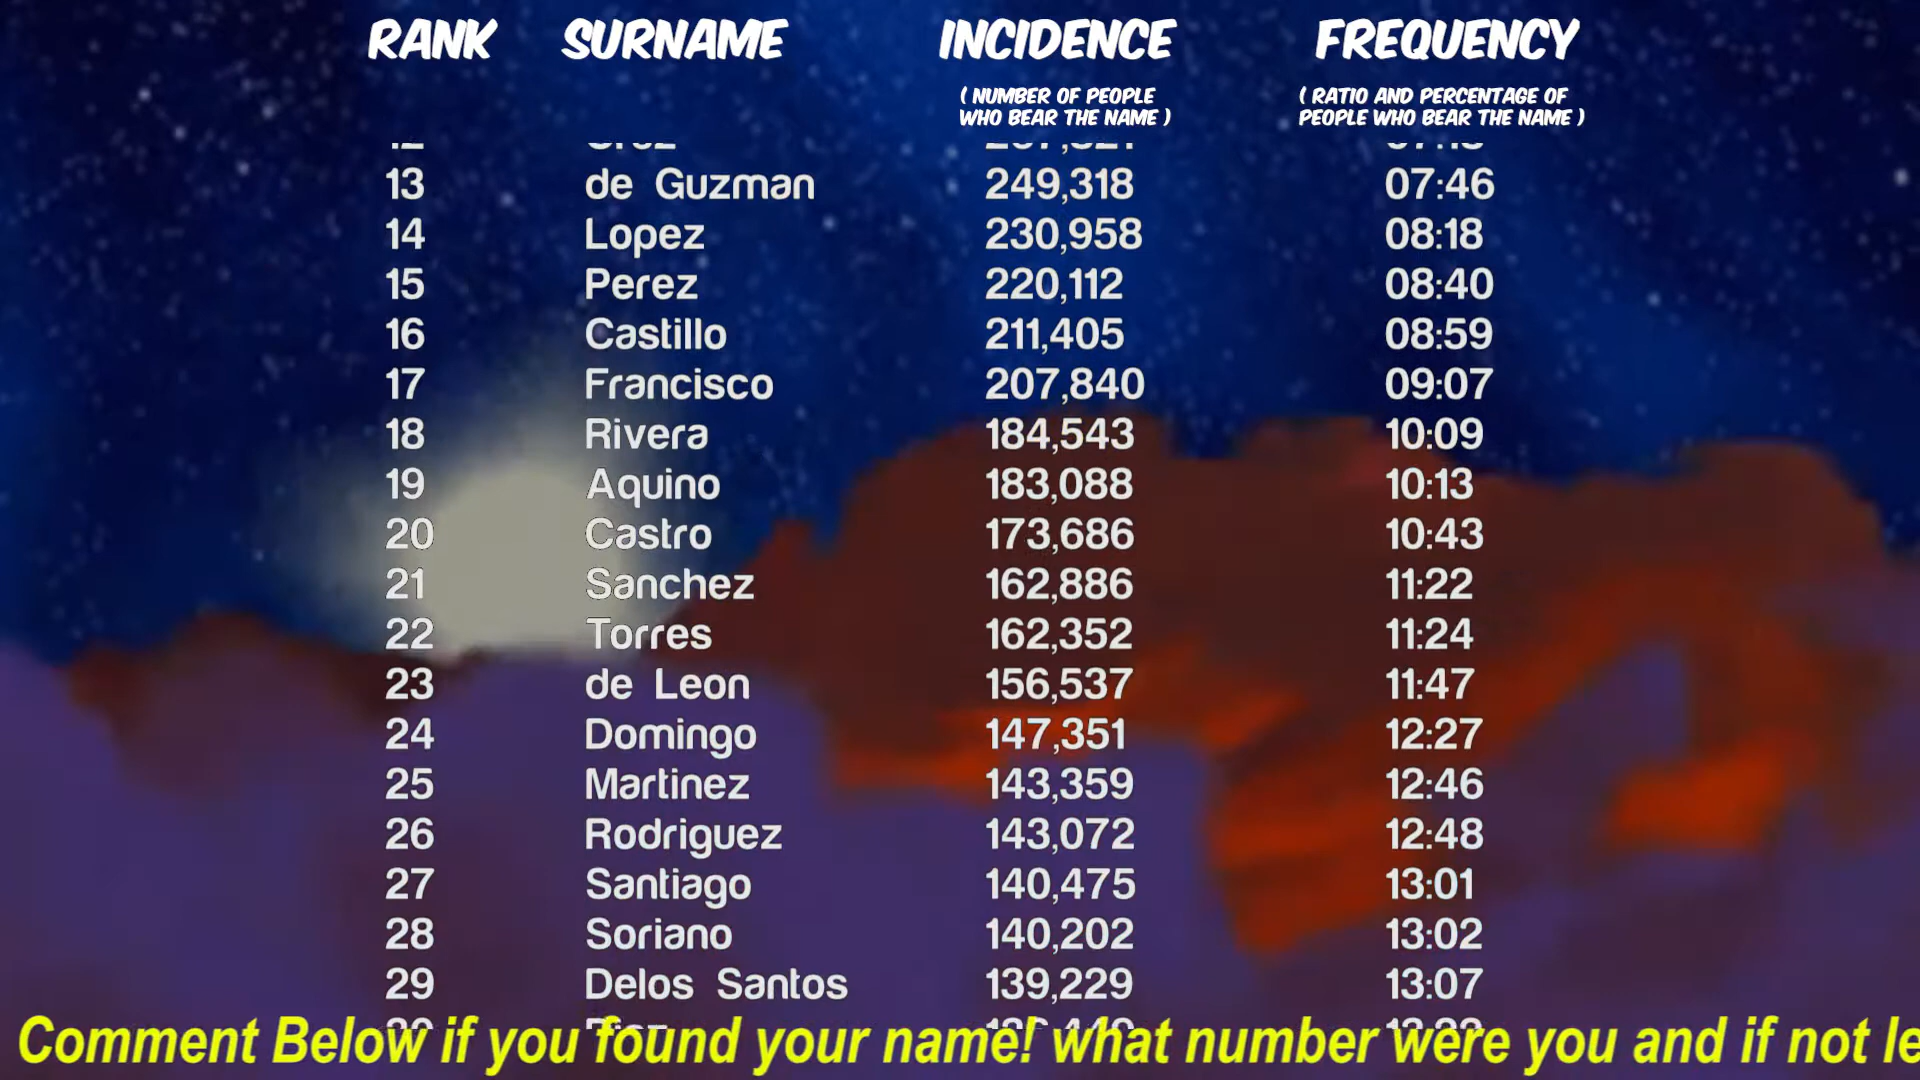 RANK SURNAME INCIDENCE FREQUENCY
( NUMBER OF PEOPLE WHO BEAR THE NAME ) ( RATIO AND PERCENTAGE OF PEOPLE WHO BEAR THE NAME )
13 de Guzman 249,318 07:46
14 Lopez 230,958 08:18
15 Perez 220,112 08:40
16 Castillo 211,405 08:59
17 Francisco 207,840 09:07
18 Rivera 184,543 10:09
19 Aquino 183,088 10:13
20 Castro 173,686 10:43
21 Sanchez 162,886 11:22
22 Torres 162,352 11:24
23 de Leon 156,537 11:47
24 Domingo 147,351 12:27
25 Martinez 143,359 12:46
26 Rodriguez 143,072 12:48
27 Santiago 140,475 13:01
28 Soriano 140,202 13:02
29 Delos Santos 139,229 13:07
Comment Below if you found your name! what number were you and if not le